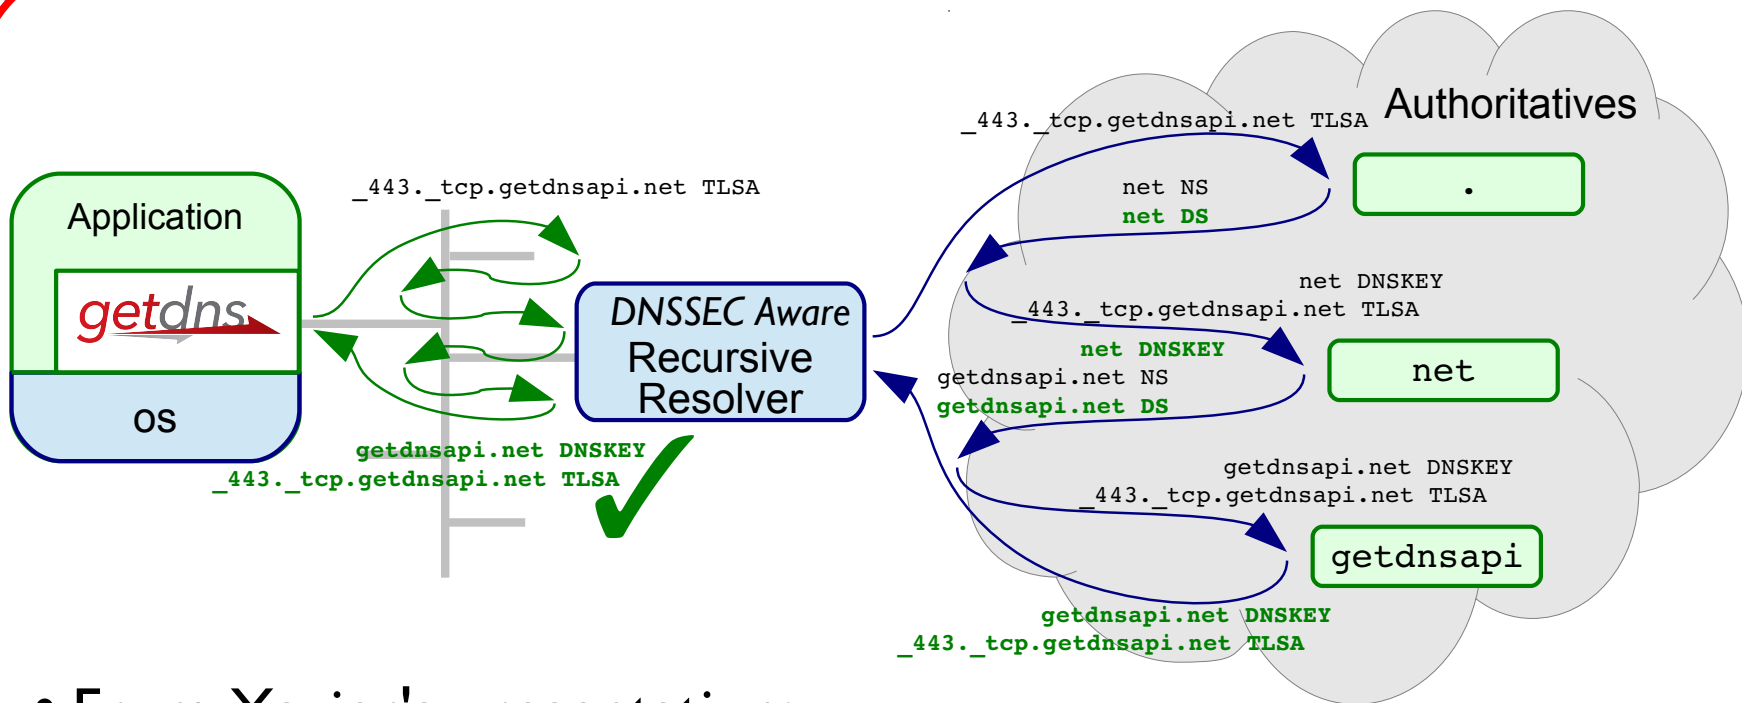 Authoritatives
_443._tcp.getdnsapi.net TLSA
.
net NS
net DS
_443._tcp.getdnsapi.net TLSA
Application
getdns
os
DNSSEC Aware
Recursive
Resolver
net DNSKEY
_443._tcp.getdnsapi.net TLSA
net DNSKEY
getdnsapi.net NS
getdnsapi.net DS
net
getdnsapi.net DNSKEY
_443._tcp.getdnsapi.net TLSA
getdnsapi.net DNSKEY
_443._tcp.getdnsapi.net TLSA
getdnsapi
getdnsapi.net DNSKEY
_443._tcp.getdnsapi.net TLSA